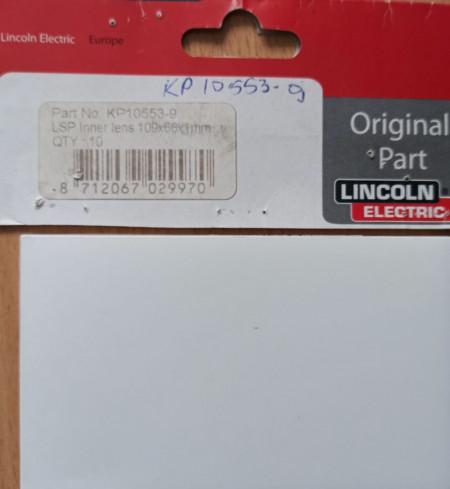 Lincoln Electric Europe
KP10553-9
Part No. KP10553-9
LSP Inner lens 109x66x1mm
QTY : 10
8 712067 029970
Original
Part
LINCOLN
ELECTRIC